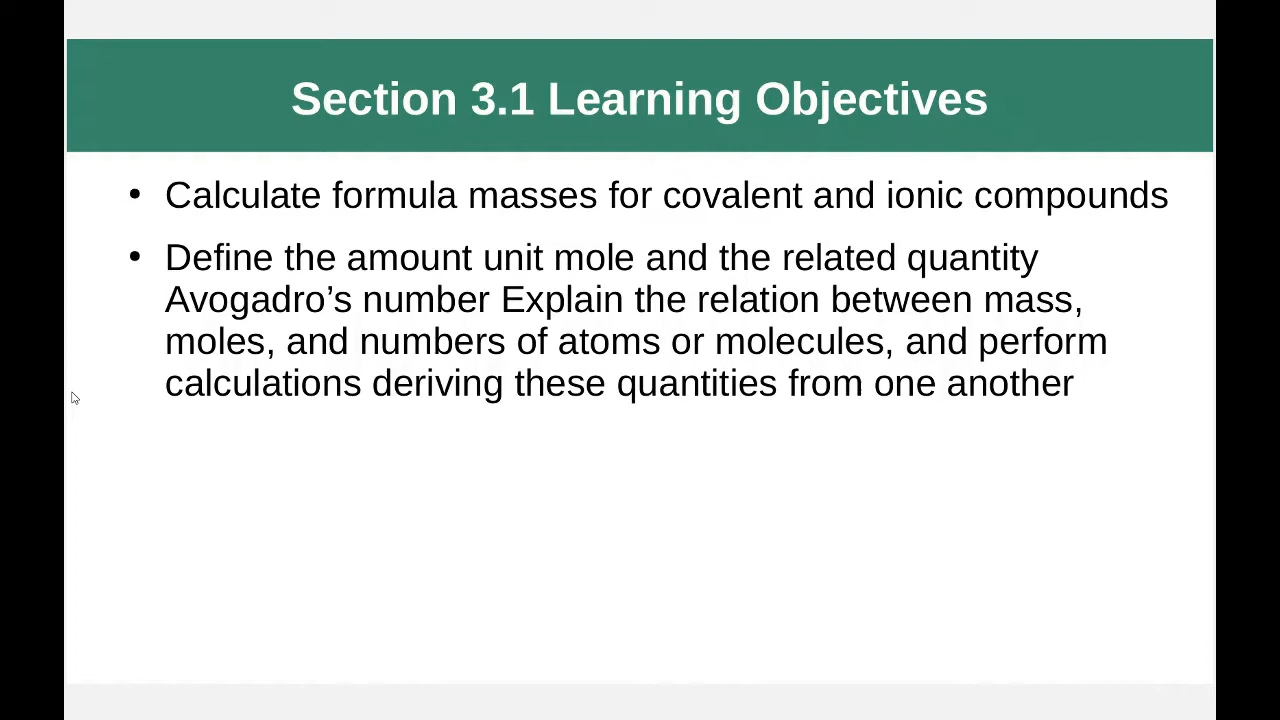 Section 3.1 Learning Objectives
• Calculate formula masses for covalent and ionic compounds
• Define the amount unit mole and the related quantity
Avogadro’s number Explain the relation between mass,
moles, and numbers of atoms or molecules, and perform
calculations deriving these quantities from one another